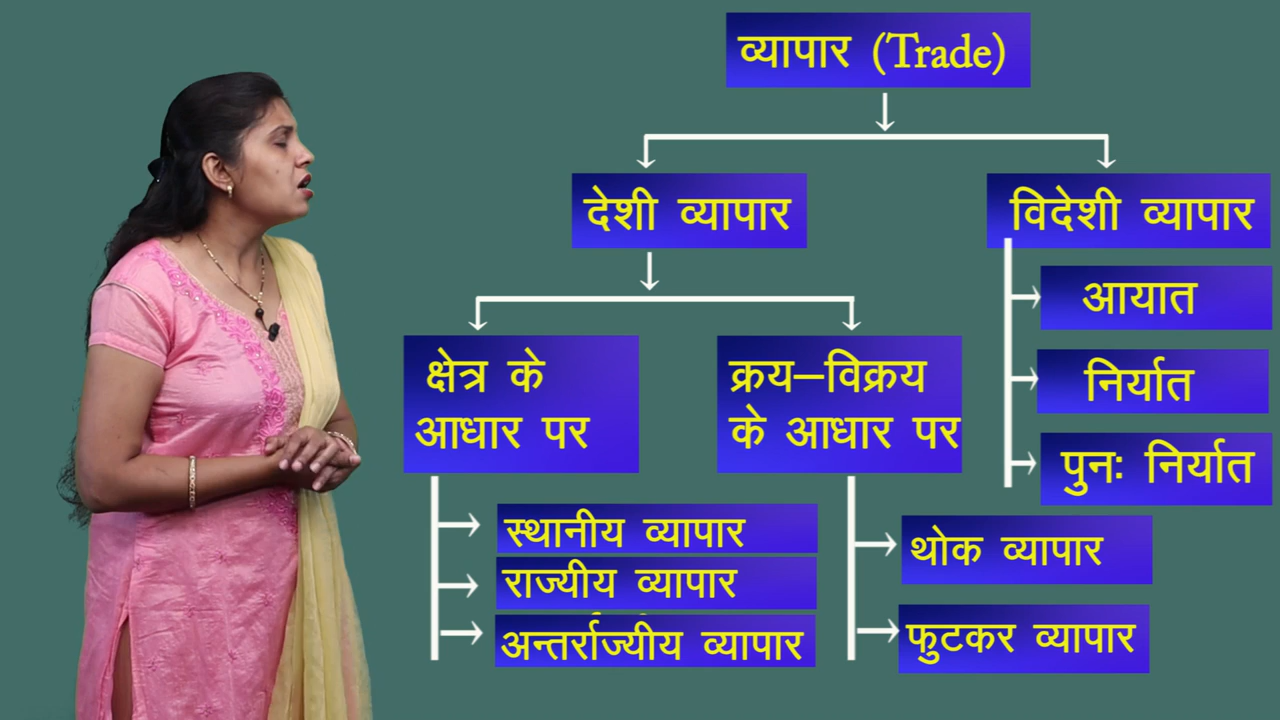 व्यापार (Trade)
देशी व्यापार
विदेशी व्यापार
आयात
निर्यात
पुनः निर्यात
क्षेत्र के
आधार पर
क्रय–विक्रय
के आधार पर
स्थानीय व्यापार
राज्यीय व्यापार
अन्तर्राज्यीय व्यापार
थोक व्यापार
फुटकर व्यापार